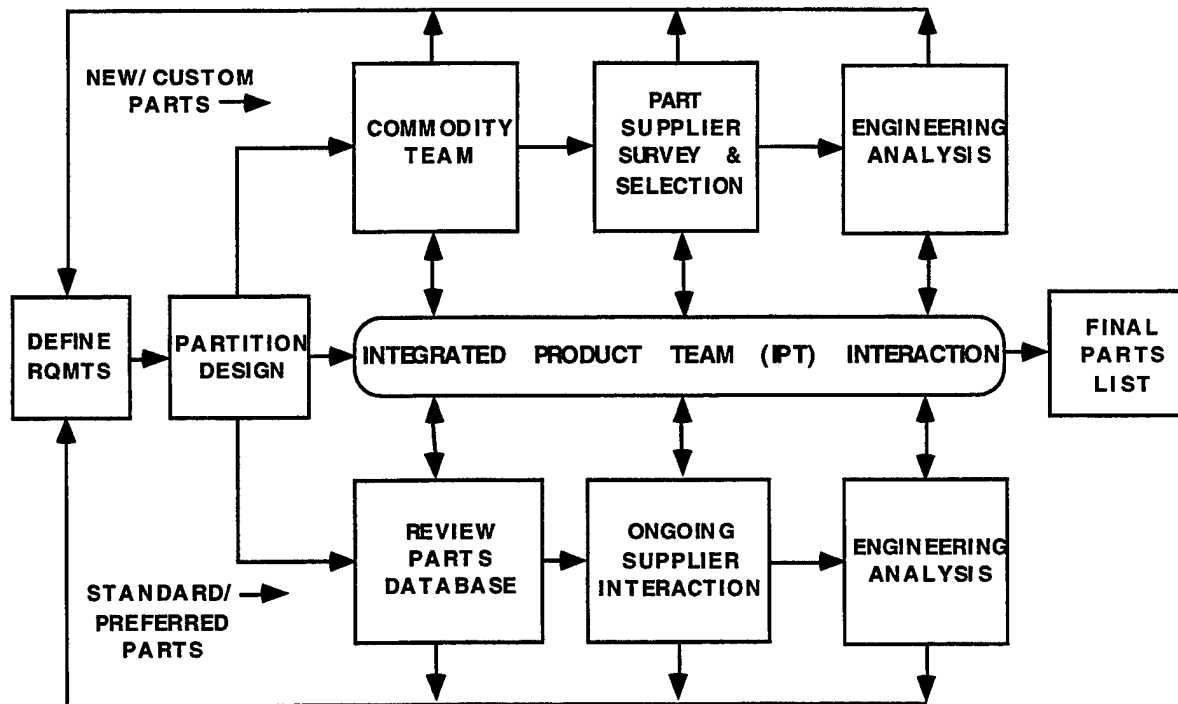 NEW/ CUSTOM
PARTS
COMMODITY
TEAM
PART
SUPPLIER
SURVEY &
SELECTION
ENGINEERING
ANALYSIS
DEFINE
RQMTS
PARTITION
DESIGN
INTEGRATED PRODUCT TEAM (IPT) INTERACTION
FINAL
PARTS
LIST
STANDARD/
PREFERRED
PARTS
REVIEW
PARTS
DATABASE
ONGOING
SUPPLIER
INTERACTION
ENGINEERING
ANALYSIS